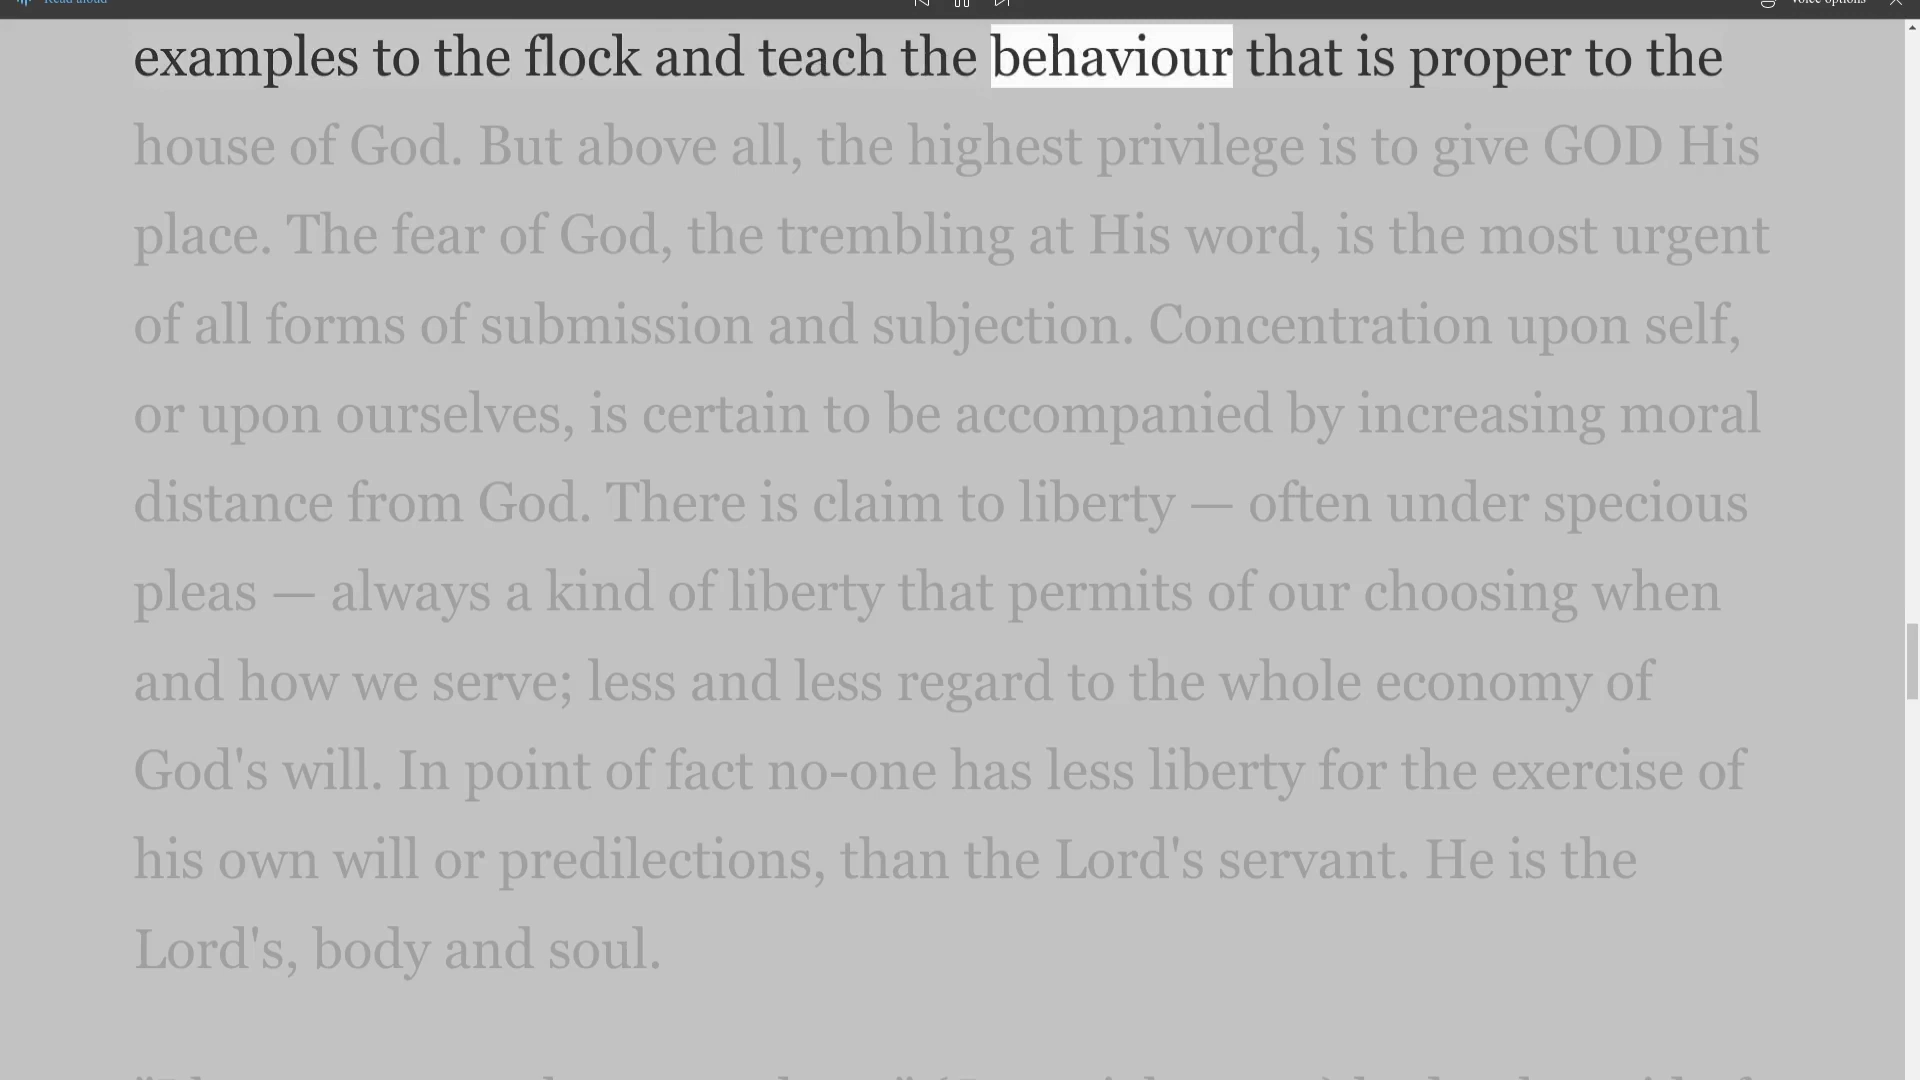 Read aloud
Voice options
examples to the flock and teach the behaviour that is proper to the
house of God. But above all, the highest privilege is to give GOD His
place. The fear of God, the trembling at His word, is the most urgent
of all forms of submission and subjection. Concentration upon self,
or upon ourselves, is certain to be accompanied by increasing moral
distance from God. There is claim to liberty — often under specious
pleas — always a kind of liberty that permits of our choosing when
and how we serve; less and less regard to the whole economy of
God's will. In point of fact no-one has less liberty for the exercise of
his own will or predilections, than the Lord's servant. He is the
Lord's, body and soul.